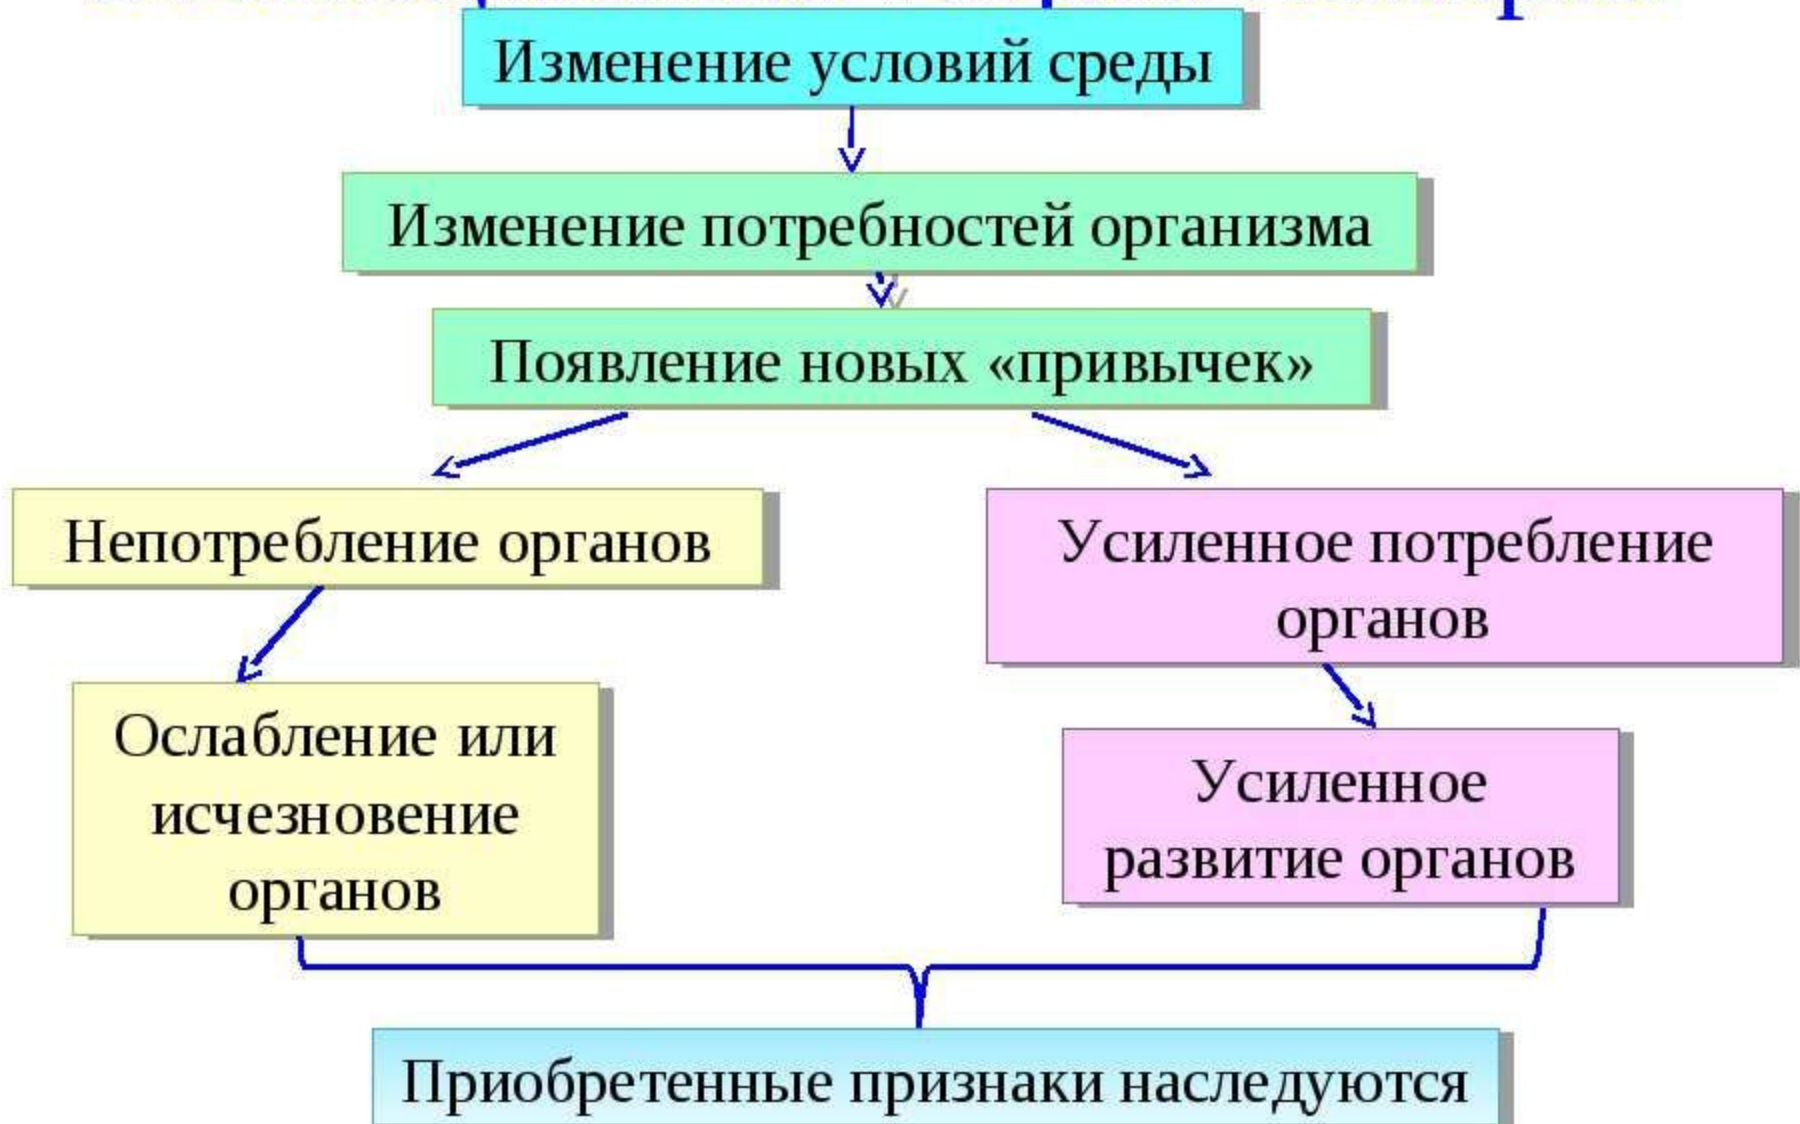 Изменение условий среды
Изменение потребностей организма
Появление новых «привычек»
Непотребление органов
Усиленное потребление
органов
Ослабление или
исчезновение
органов
Усиленное
развитие органов
Приобретенные признаки наследуются